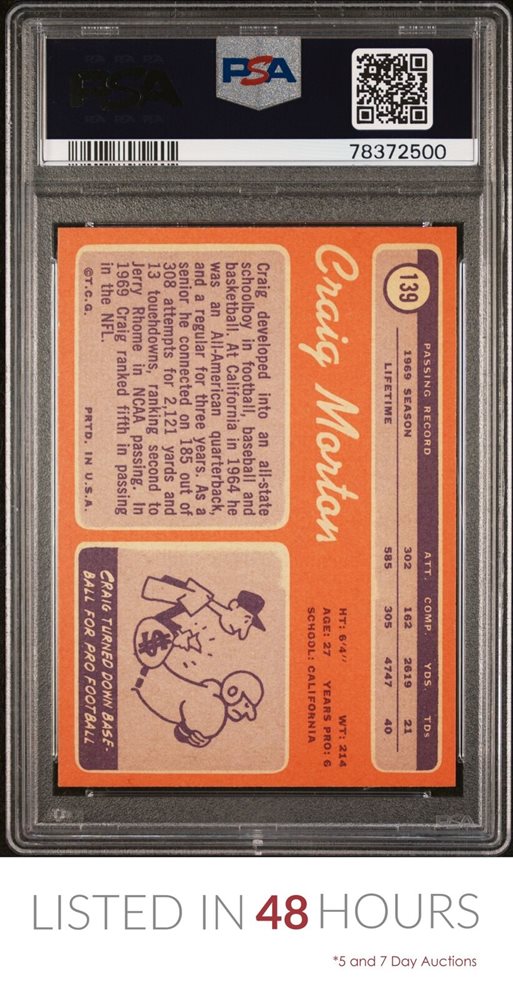 PSA
PSA
78372500
139
PASSING RECORD ATT. COMP. YDS TDs
1969 SEASON 302 162 2619 21
LIFETIME 585 305 4747 40
Craig Morton
HT: 6'4" WT: 214
AGE: 27 YEARS PRO: 6
SCHOOL: CALIFORNIA
Craig developed into an all-state
schoolboy in football, baseball and
basketball. At California in 1964 he
was an All-American quarterback,
and a regular for three years. As a
senior he connected on 185 out of
308 attempts for 2,121 yards and
13 touchdowns, ranking second to
Jerry Rhome in NCAA passing. In
1969 Craig ranked fifth in passing
in the NFL.
©T.C.G. PRTD. IN U.S.A.
$
CRAIG TURNED DOWN BASE-
BALL FOR PRO FOOTBALL
PSA
LISTED IN 48 HOURS
*5 and 7 Day Auctions